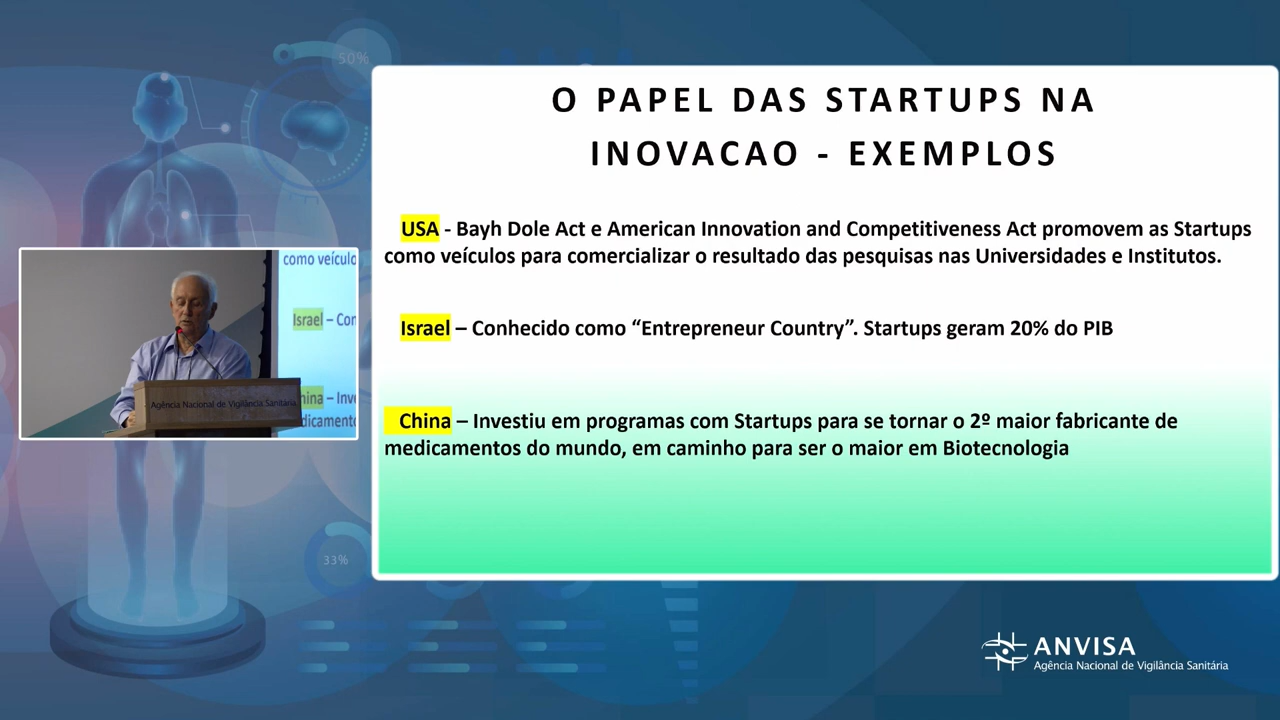 50%
O PAPEL DAS STARTUPS NA
INOVACAO - EXEMPLOS
USA - Bayh Dole Act e American Innovation and Competitiveness Act promovem as Startups
como veículos para comercializar o resultado das pesquisas nas Universidades e Institutos.
Israel – Conhecido como “Entrepreneur Country”. Startups geram 20% do PIB
China – Investiu em programas com Startups para se tornar o 2º maior fabricante de
medicamentos do mundo, em caminho para ser o maior em Biotecnologia
como veículo
Israel – Con
hina – Inve
dicamento
Agência Nacional de Vigilância Sanitária
33%
ANVISA
Agência Nacional de Vigilância Sanitária